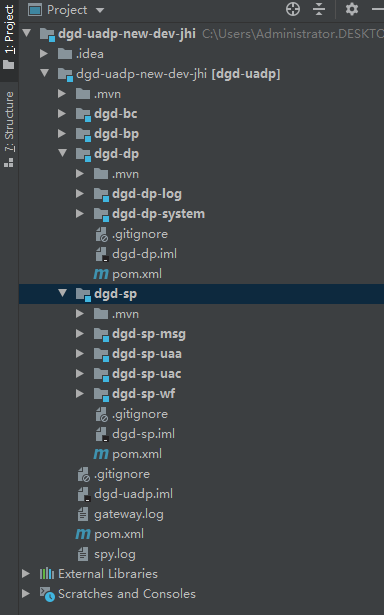 Project
dgd-uadp-new-dev-jhi C:\Users\Administrator.DESKTO
.idea
dgd-uadp-new-dev-jhi [dgd-uadp]
.mvn
dgd-bc
dgd-bp
dgd-dp
.mvn
dgd-dp-log
dgd-dp-system
.gitignore
dgd-dp.iml
pom.xml
dgd-sp
.mvn
dgd-sp-msg
dgd-sp-uaa
dgd-sp-uac
dgd-sp-wf
.gitignore
dgd-sp.iml
pom.xml
.gitignore
dgd-uadp.iml
gateway.log
pom.xml
spy.log
External Libraries
Scratches and Consoles
1: Project
7: Structure